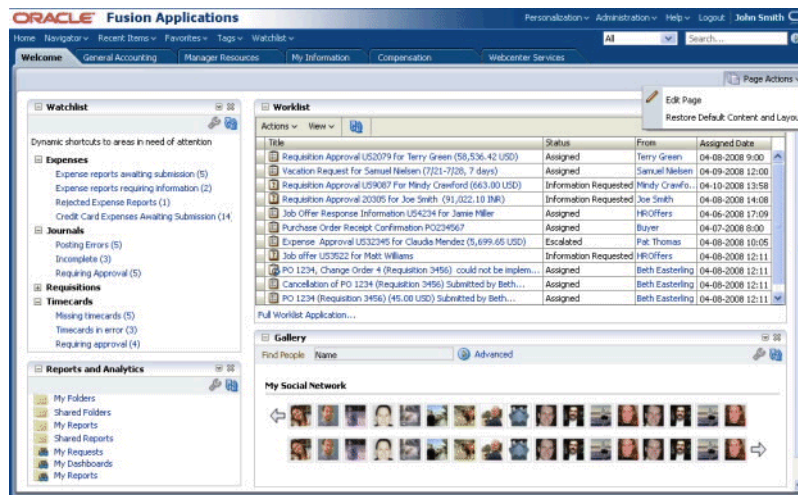 ORACLE Fusion Applications
Personalization Administration Help Logout John Smith
Home Navigator Recent Items Favorites Tags Watchlist All Search...
Welcome General Accounting Manager Resources My Information Compensation Webcenter Services
Page Actions
Edit Page
Restore Default Content and Layou
Watchlist
Dynamic shortcuts to areas in need of attention
Expenses
Expense reports awaiting submission (5)
Expense reports requiring information (2)
Rejected Expense Reports (1)
Credit Card Expenses Awaiting Submission (14
Journals
Posting Errors (5)
Incomplete (3)
Requiring Approval (5)
Requisitions
Timecards
Missing timecards (5)
Timecards in error (3)
Requiring approval (4)
Reports and Analytics
My Folders
Shared Folders
My Reports
Shared Reports
My Requests
My Dashboards
My Reports
Worklist
Actions View
Title Status From Assigned Date
Requisition Approval US2079 for Terry Green (58,536.42 USD) Assigned Terry Green 04-08-2008 9:00
Vacation Request for Samuel Nielsen (7/21-7/28, 7 days) Assigned Samuel Nielsen 04-09-2008 12:00
Requisition Approval US9087 For Mindy Crawford (663.00 USD) Information Requested Mindy Crawfo... 04-10-2008 13:58
Requisition Approval 20305 for Joe Smith (91,022.10 INR) Information Requested Joe Smith 04-08-2008 14:08
Job Offer Response Information US4234 for Jamie Miller Assigned HROffers 04-06-2008 17:09
Purchase Order Receipt Confirmation PO234567 Assigned Buyer 04-07-2008 8:00
Expense Approval US32345 for Claudia Mendez (5,699.65 USD) Escalated Pat Thomas 04-08-2008 10:05
Job offer US3522 for Matt Williams Information Requested HROffers 04-08-2008 12:11
PO 1234, Change Order 4 (Requisition 3456) could not be implem... Assigned Beth Easterling 04-08-2008 12:11
Cancellation of PO 1234 (Requisition 3456) Submitted by Beth... Assigned Beth Easterling 04-08-2008 12:11
PO 1234 (Requisition 3456) (45.00 USD) Submitted by Beth... Assigned Beth Easterling 04-08-2008 12:11
Full Worklist Application...
Gallery
Find People Name Advanced
My Social Network